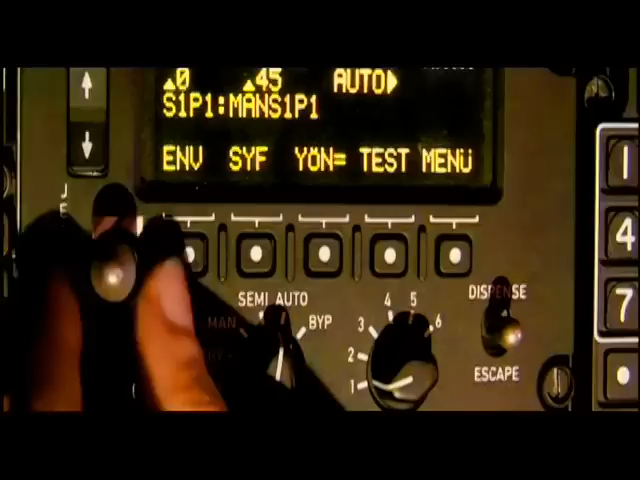 ▲0 ▲45 AUTO▶
S1P1:MANS1P1
ENV SYF YÖN= TEST MENÜ
J
SEMI AUTO
MAN BYP
DISPENSE
ESCAPE
1 2 3 4 5 6
1
4
7